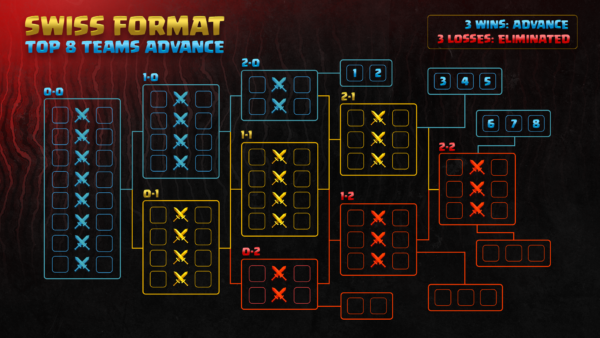 SWISS FORMAT
TOP 8 TEAMS ADVANCE
3 WINS: ADVANCE
3 LOSSES: ELIMINATED
0-0
1-0
2-0
1 2
3 4 5
2-1
6 7 8
1-1
2-2
0-1
1-2
0-2